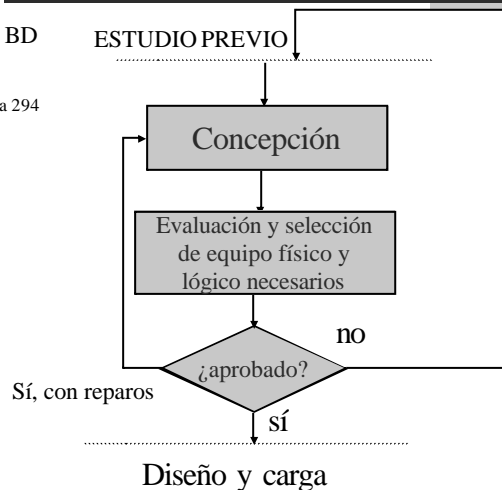 BD
ESTUDIO PREVIO
a 294
Concepción
Evaluación y selección
de equipo físico y
lógico necesarios
no
¿aprobado?
Sí, con reparos
sí
Diseño y carga